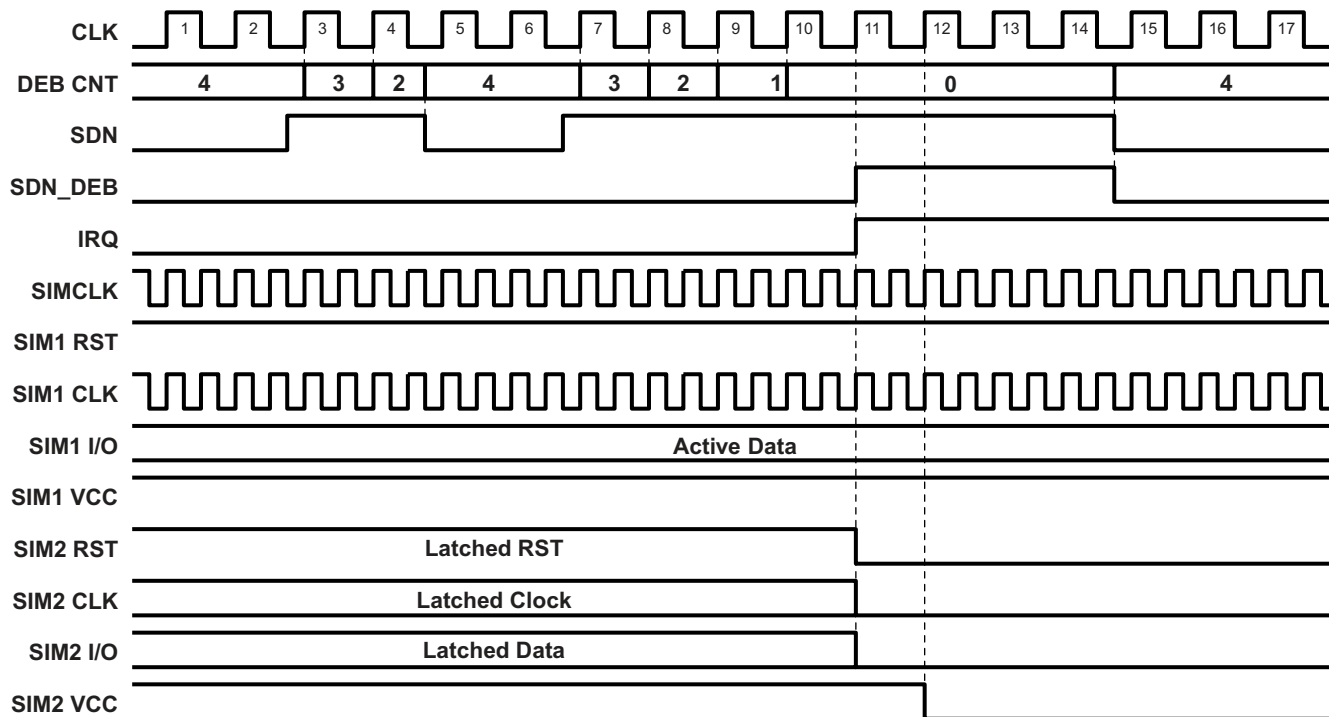 CLK 1 2 3 4 5 6 7 8 9 10 11 12 13 14 15 16 17
DEB CNT 4 3 2 4 3 2 1 0 4
SDN
SDN_DEB
IRQ
SIMCLK
SIM1 RST
SIM1 CLK
SIM1 I/O Active Data
SIM1 VCC
SIM2 RST Latched RST
SIM2 CLK Latched Clock
SIM2 I/O Latched Data
SIM2 VCC